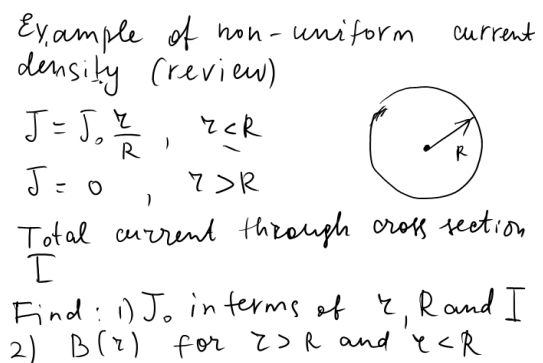 Example of non-uniform current
density (review)
J = J₀ r/R , r < R
R
J = 0 , r > R
Total current through cross section
I
Find: 1) J₀ in terms of r, R and I
2) B(r) for r > R and r < R